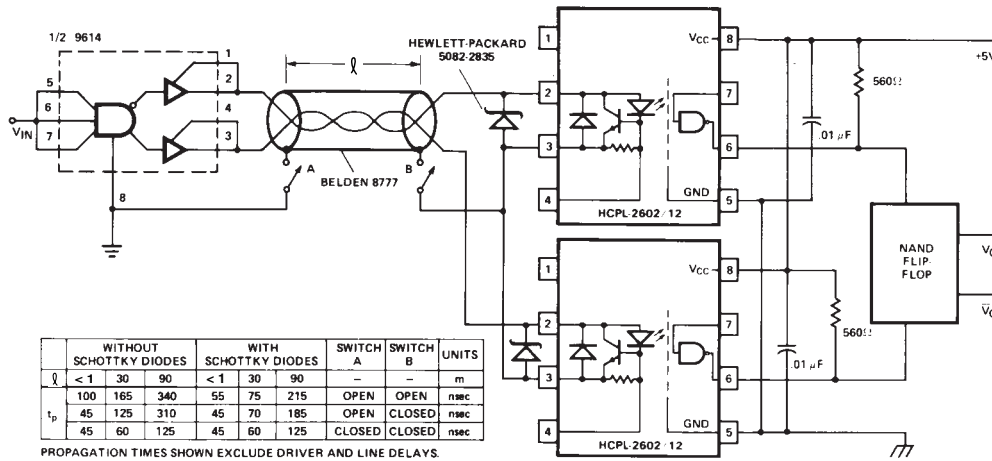 1/2 9614
5
6
7
V_IN
1
2
4
3
8
ℓ
A
B
BELDEN 8777
HEWLETT-PACKARD
5082-2835
1
2
3
4
V_CC
8
7
6
GND
5
HCPL-2602/12
560Ω
.01 µF
+5V
1
2
3
4
V_CC
8
7
6
GND
5
HCPL-2602/12
560Ω
.01 µF
NAND
FLIP-
FLOP
WITHOUT SCHOTTKY DIODES WITH SCHOTTKY DIODES SWITCH A SWITCH B UNITS
ℓ < 1 30 90 < 1 30 90 – – m
t_p 100 165 340 55 75 215 OPEN OPEN nsec
45 125 310 45 70 185 OPEN CLOSED nsec
45 60 125 45 60 125 CLOSED CLOSED nsec
PROPAGATION TIMES SHOWN EXCLUDE DRIVER AND LINE DELAYS.